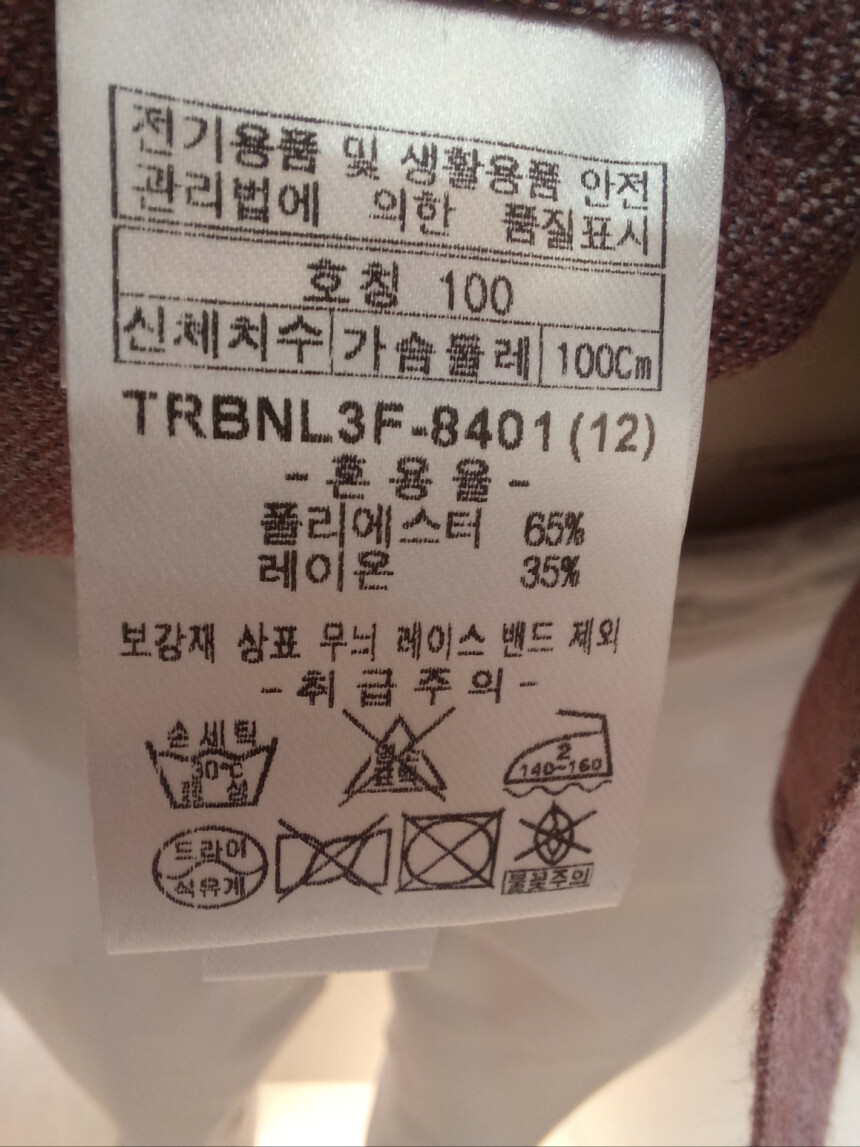 전기용품 및 생활용품 안전
관리법에 의한 품질표시
호칭 100
신체치수 가슴둘레 100Cm
TRBNL3F-8401(12)
-혼용율-
폴리에스터 65%
레이온 35%
보강재 상표 무늬 레이스 밴드 제외
-취급주의-
손세탁
30℃
중성
2
140~160
드라이
석유계
불꽃주의